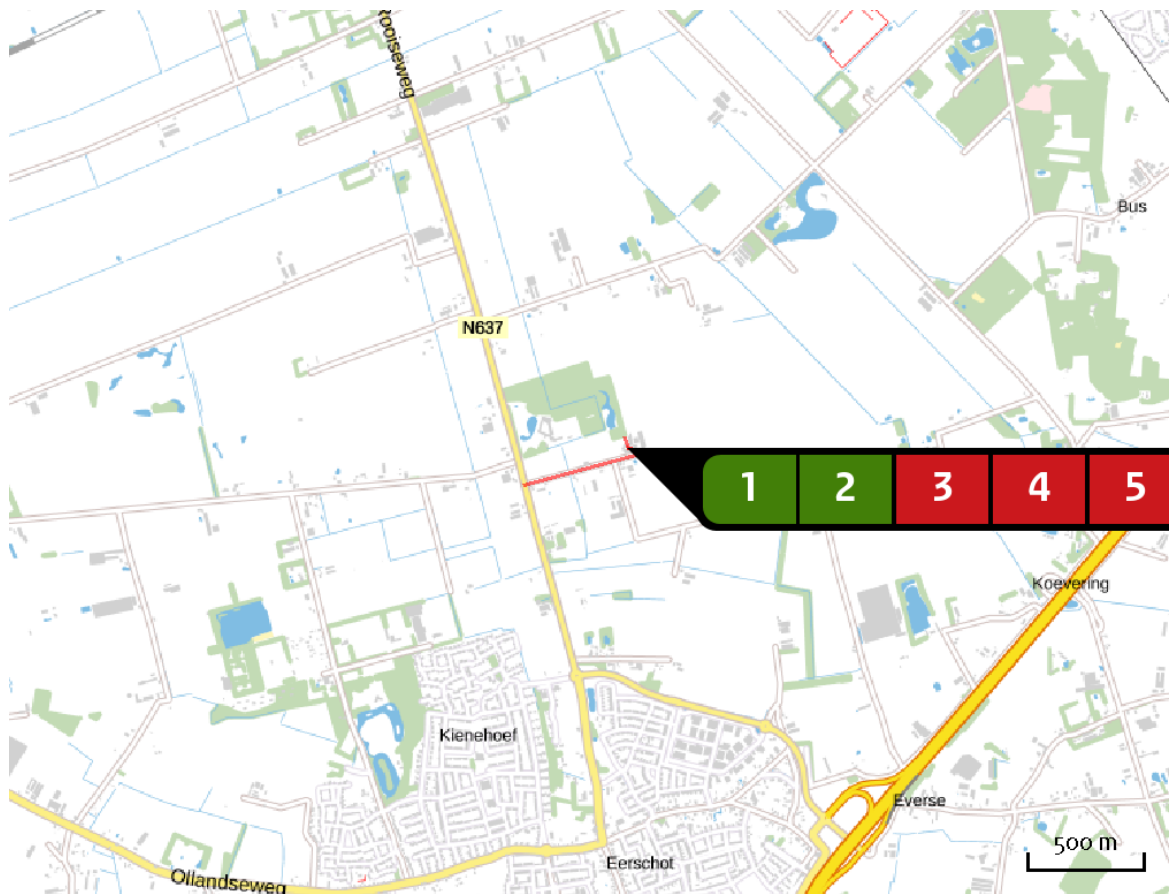 Rooiseweg
Bus
N637
1 2 3 4 5
Koevering
Kienehoef
Everse
500 m
Eerschot
Ollandseweg